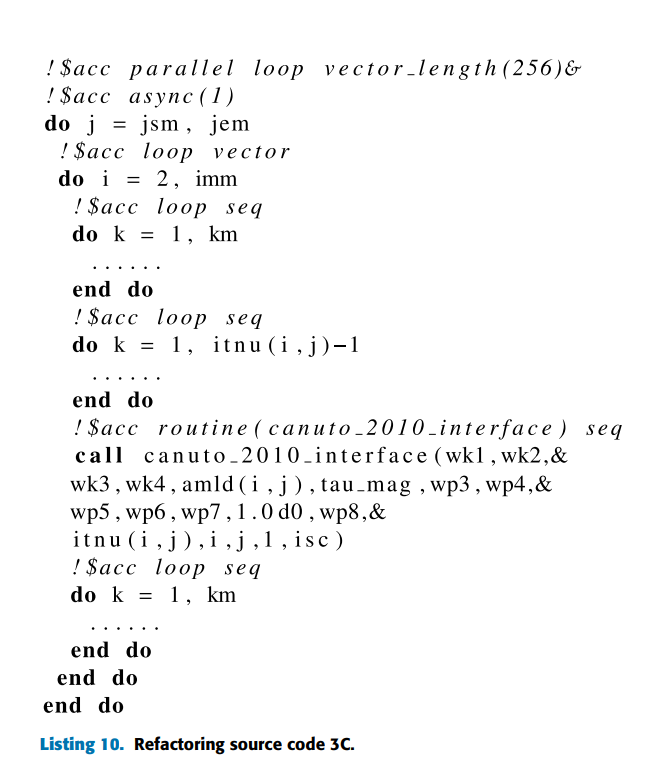 !$acc parallel loop vector_length(256)&
!$acc async(1)
do j = jsm, jem
!$acc loop vector
do i = 2, imm
!$acc loop seq
do k = 1, km
......
end do
!$acc loop seq
do k = 1, itnu(i,j)-1
......
end do
!$acc routine(canuto_2010_interface) seq
call canuto_2010_interface(wk1,wk2,&
wk3,wk4,amld(i,j),tau_mag,wp3,wp4,&
wp5,wp6,wp7,1.0d0,wp8,&
itnu(i,j),i,j,1,isc)
!$acc loop seq
do k = 1, km
......
end do
end do
end do
Listing 10. Refactoring source code 3C.